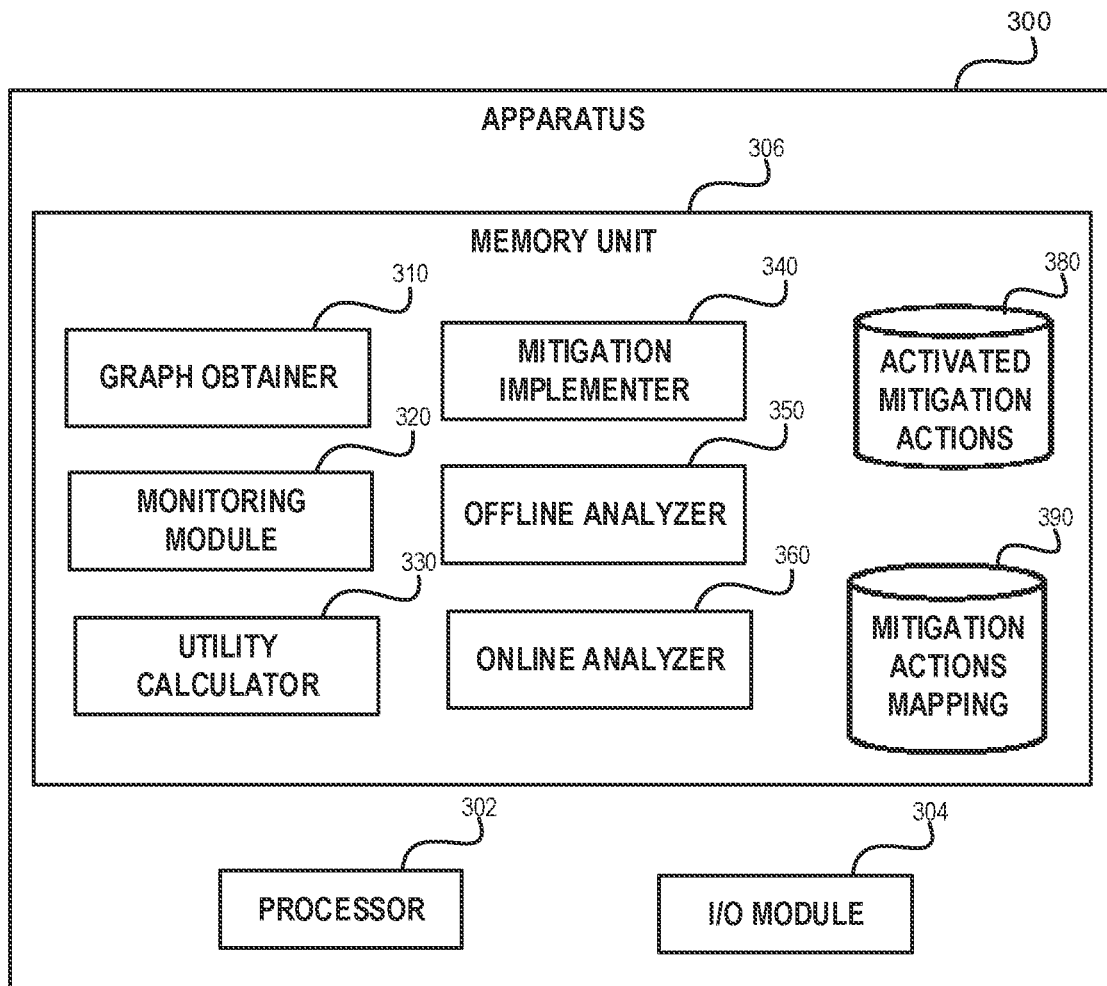 300
APPARATUS
306
MEMORY UNIT
310
GRAPH OBTAINER
340
MITIGATION
IMPLEMENTER
380
ACTIVATED
MITIGATION
ACTIONS
320
MONITORING
MODULE
350
OFFLINE ANALYZER
390
MITIGATION
ACTIONS
MAPPING
330
UTILITY
CALCULATOR
360
ONLINE ANALYZER
302
PROCESSOR
304
I/O MODULE